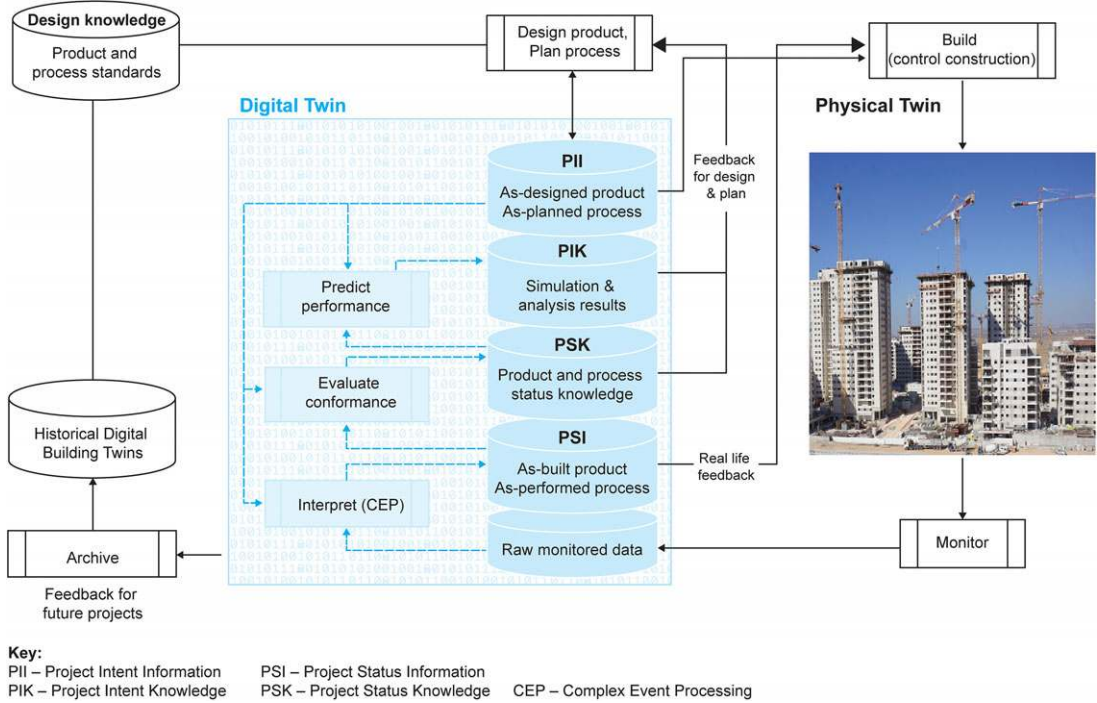 Design knowledge
Product and
process standards
Design product,
Plan process
Build
(control construction)
Digital Twin
Physical Twin
PII
As-designed product
As-planned process
Feedback
for design
& plan
PIK
Simulation &
analysis results
Predict
performance
PSK
Product and process
status knowledge
Evaluate
conformance
Historical Digital
Building Twins
PSI
As-built product
As-performed process
Real life
feedback
Interpret (CEP)
Raw monitored data
Monitor
Archive
Feedback for
future projects
Key:
PII – Project Intent Information
PSI – Project Status Information
PIK – Project Intent Knowledge
PSK – Project Status Knowledge
CEP – Complex Event Processing